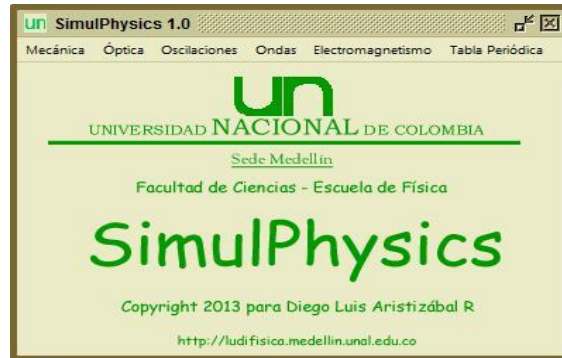 un SimulPhysics 1.0
Mecánica Óptica Oscilaciones Ondas Electromagnetismo Tabla Periódica
un
UNIVERSIDAD NACIONAL DE COLOMBIA
Sede Medellín
Facultad de Ciencias - Escuela de Física
SimulPhysics
Copyright 2013 para Diego Luis Aristizábal R
http://ludifisica.medellin.unal.edu.co